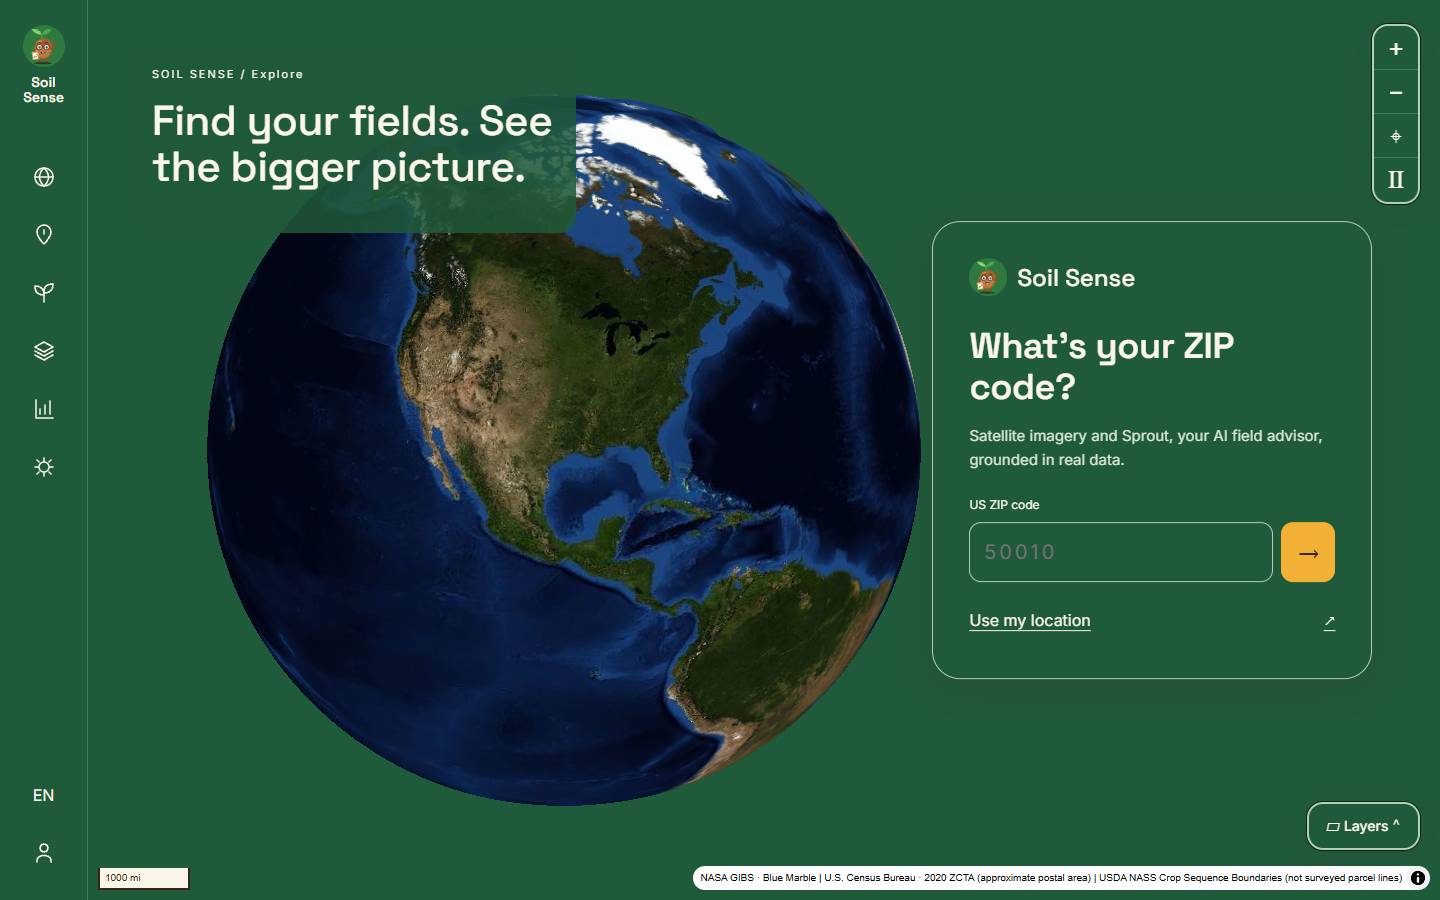 Soil
Sense
SOIL SENSE / Explore
Find your fields. See
the bigger picture.
Soil Sense
What's your ZIP
code?
Satellite imagery and Sprout, your AI field advisor,
grounded in real data.
US ZIP code
50010
→
Use my location
↗
Layers ^
EN
1000 mi
NASA GIBS · Blue Marble | U.S. Census Bureau · 2020 ZCTA (approximate postal area) | USDA NASS Crop Sequence Boundaries (not surveyed parcel lines)